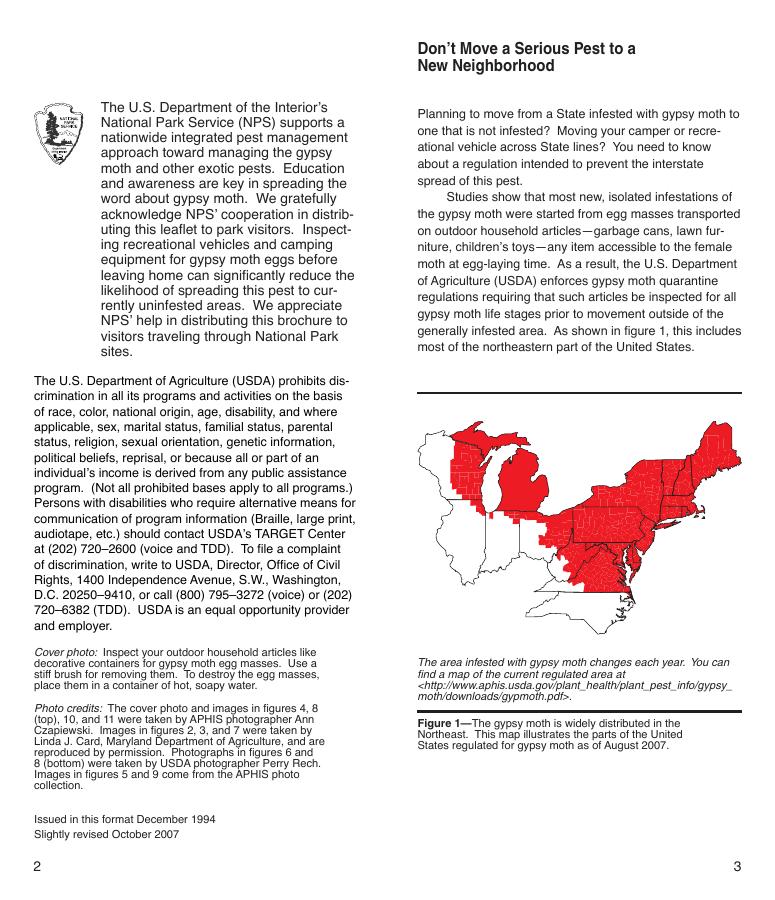 NATIONAL
PARK
SERVICE
The U.S. Department of the Interior's
National Park Service (NPS) supports a
nationwide integrated pest management
approach toward managing the gypsy
moth and other exotic pests.  Education
and awareness are key in spreading the
word about gypsy moth.  We gratefully
acknowledge NPS' cooperation in distrib-
uting this leaflet to park visitors.  Inspect-
ing recreational vehicles and camping
equipment for gypsy moth eggs before
leaving home can significantly reduce the
likelihood of spreading this pest to cur-
rently uninfested areas.  We appreciate
NPS' help in distributing this brochure to
visitors traveling through National Park
sites.
The U.S. Department of Agriculture (USDA) prohibits dis-
crimination in all its programs and activities on the basis
of race, color, national origin, age, disability, and where
applicable, sex, marital status, familial status, parental
status, religion, sexual orientation, genetic information,
political beliefs, reprisal, or because all or part of an
individual's income is derived from any public assistance
program.  (Not all prohibited bases apply to all programs.)
Persons with disabilities who require alternative means for
communication of program information (Braille, large print,
audiotape, etc.) should contact USDA's TARGET Center
at (202) 720–2600 (voice and TDD).  To file a complaint
of discrimination, write to USDA, Director, Office of Civil
Rights, 1400 Independence Avenue, S.W., Washington,
D.C. 20250–9410, or call (800) 795–3272 (voice) or (202)
720–6382 (TDD).  USDA is an equal opportunity provider
and employer.
Cover photo:  Inspect your outdoor household articles like
decorative containers for gypsy moth egg masses.  Use a
stiff brush for removing them.  To destroy the egg masses,
place them in a container of hot, soapy water.
Photo credits:  The cover photo and images in figures 4, 8
(top), 10, and 11 were taken by APHIS photographer Ann
Czapiewski.  Images in figures 2, 3, and 7 were taken by
Linda J. Card, Maryland Department of Agriculture, and are
reproduced by permission.  Photographs in figures 6 and
8 (bottom) were taken by USDA photographer Perry Rech.
Images in figures 5 and 9 come from the APHIS photo
collection.
Issued in this format December 1994
Slightly revised October 2007
2
Don't Move a Serious Pest to a
New Neighborhood
Planning to move from a State infested with gypsy moth to
one that is not infested?  Moving your camper or recre-
ational vehicle across State lines?  You need to know
about a regulation intended to prevent the interstate
spread of this pest.
Studies show that most new, isolated infestations of
the gypsy moth were started from egg masses transported
on outdoor household articles—garbage cans, lawn fur-
niture, children's toys—any item accessible to the female
moth at egg-laying time.  As a result, the U.S. Department
of Agriculture (USDA) enforces gypsy moth quarantine
regulations requiring that such articles be inspected for all
gypsy moth life stages prior to movement outside of the
generally infested area.  As shown in figure 1, this includes
most of the northeastern part of the United States.
The area infested with gypsy moth changes each year.  You can
find a map of the current regulated area at
<http://www.aphis.usda.gov/plant_health/plant_pest_info/gypsy_
moth/downloads/gypmoth.pdf>.
Figure 1—The gypsy moth is widely distributed in the
Northeast.  This map illustrates the parts of the United
States regulated for gypsy moth as of August 2007.
3